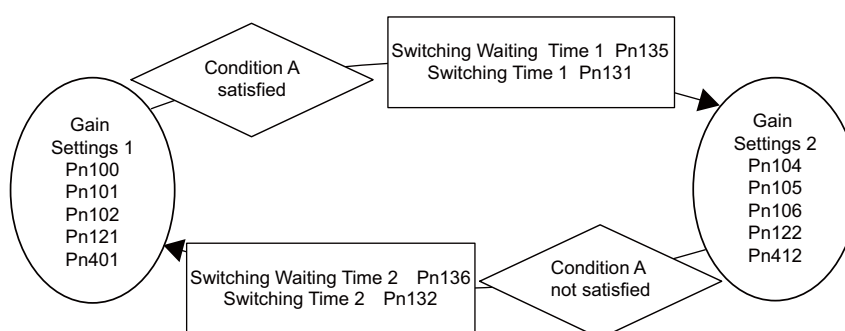 Condition A
satisfied
Switching Waiting Time 1 Pn135
Switching Time 1 Pn131
Gain
Settings 1
Pn100
Pn101
Pn102
Pn121
Pn401
Gain
Settings 2
Pn104
Pn105
Pn106
Pn122
Pn412
Switching Waiting Time 2 Pn136
Switching Time 2 Pn132
Condition A
not satisfied